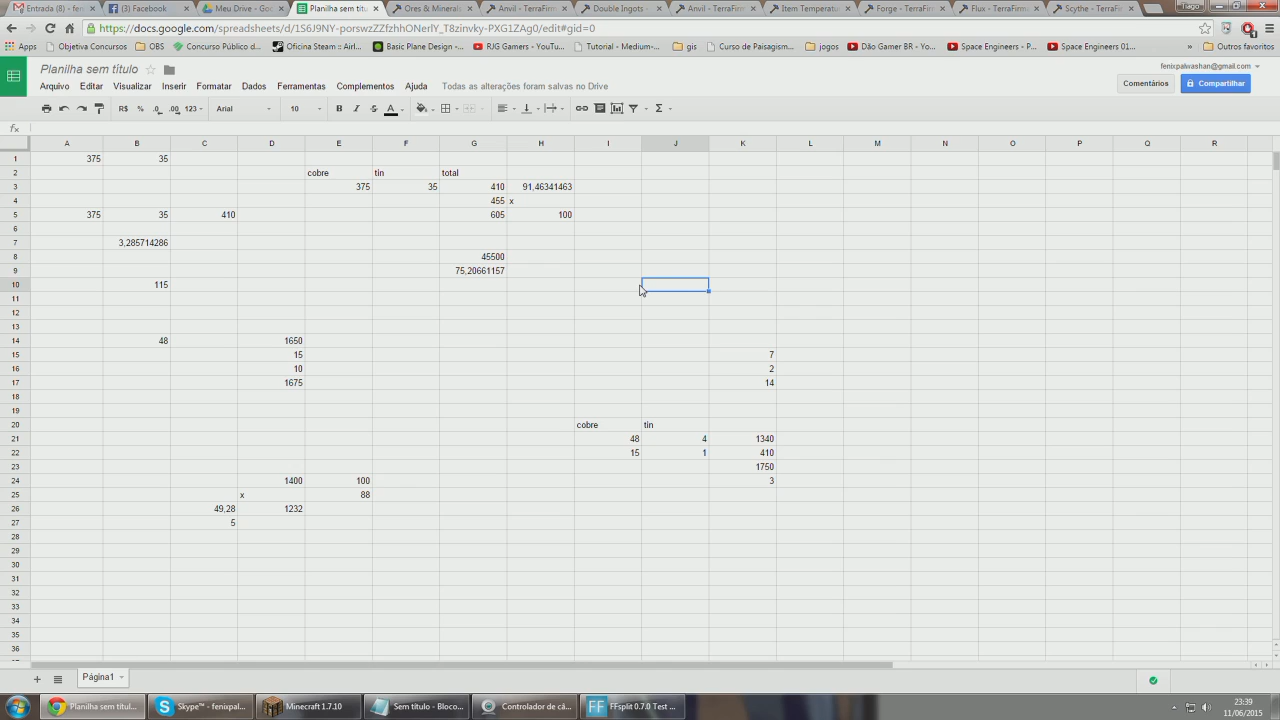 Entrada (8) - fenixp
(3) Facebook
Meu Drive - Goo
Planilha sem títul
Ores & Mineral
Anvil - TerraFirm
Double Ingots -
Anvil - TerraFirm
Item Temperatu
Forge - TerraFirm
Flux - TerraFirm
Scythe - TerraFirm
Tiago
https://docs.google.com/spreadsheets/d/
edit#gid=0
Apps
Objetiva Concursos
OBS
Concurso Público d...
Oficina Steam :: Airl...
Basic Plane Design -...
RJG Gamers - YouTu...
Tutorial - Medium-...
gis
Curso de Paisagism...
jogos
Dão Gamer BR - Yo...
Space Engineers - P...
Space Engineers 01...
»
Outros favoritos
Planilha sem título
fenixpalwashan@gmail.com
Arquivo Editar Visualizar Inserir Formatar Dados Ferramentas Complementos Ajuda Todas as alterações foram salvas no Drive
Comentários
Compartilhar
R$ % .0 .00 123 Arial 10 B I S A Σ
fx
A B C D E F G H I J K L M N O P Q R
1 375 35
2 cobre tin total
3 375 35 410 91,46341463
4 455 x
5 375 35 410 605 100
6
7 3,285714286
8 45500
9 75,20661157
10 115
11
12
13
14 48 1650
15 15 7
16 10 2
17 1675 14
18
19
20 cobre tin
21 48 4 1340
22 15 1 410
23 1750
24 1400 100 3
25 x 88
26 49,28 1232
27 5
28
29
30
31
32
33
34
35
36
Página1
Planilha sem títul...
Skype™ - fenixpal...
Minecraft 1.7.10
Sem título - Bloco...
Controlador de câ...
FFsplit 0.7.0 Test ...
23:39
11/06/2015